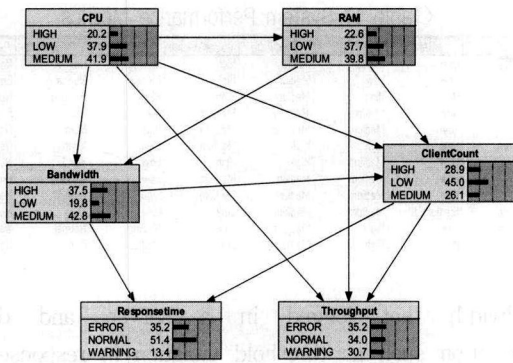 CPU
HIGH 20.2
LOW 37.9
MEDIUM 41.9
RAM
HIGH 22.6
LOW 37.7
MEDIUM 39.8
Bandwidth
HIGH 37.5
LOW 19.8
MEDIUM 42.8
ClientCount
HIGH 28.9
LOW 45.0
MEDIUM 26.1
Responsetime
ERROR 35.2
NORMAL 51.4
WARNING 13.4
Throughput
ERROR 35.2
NORMAL 34.0
WARNING 30.7